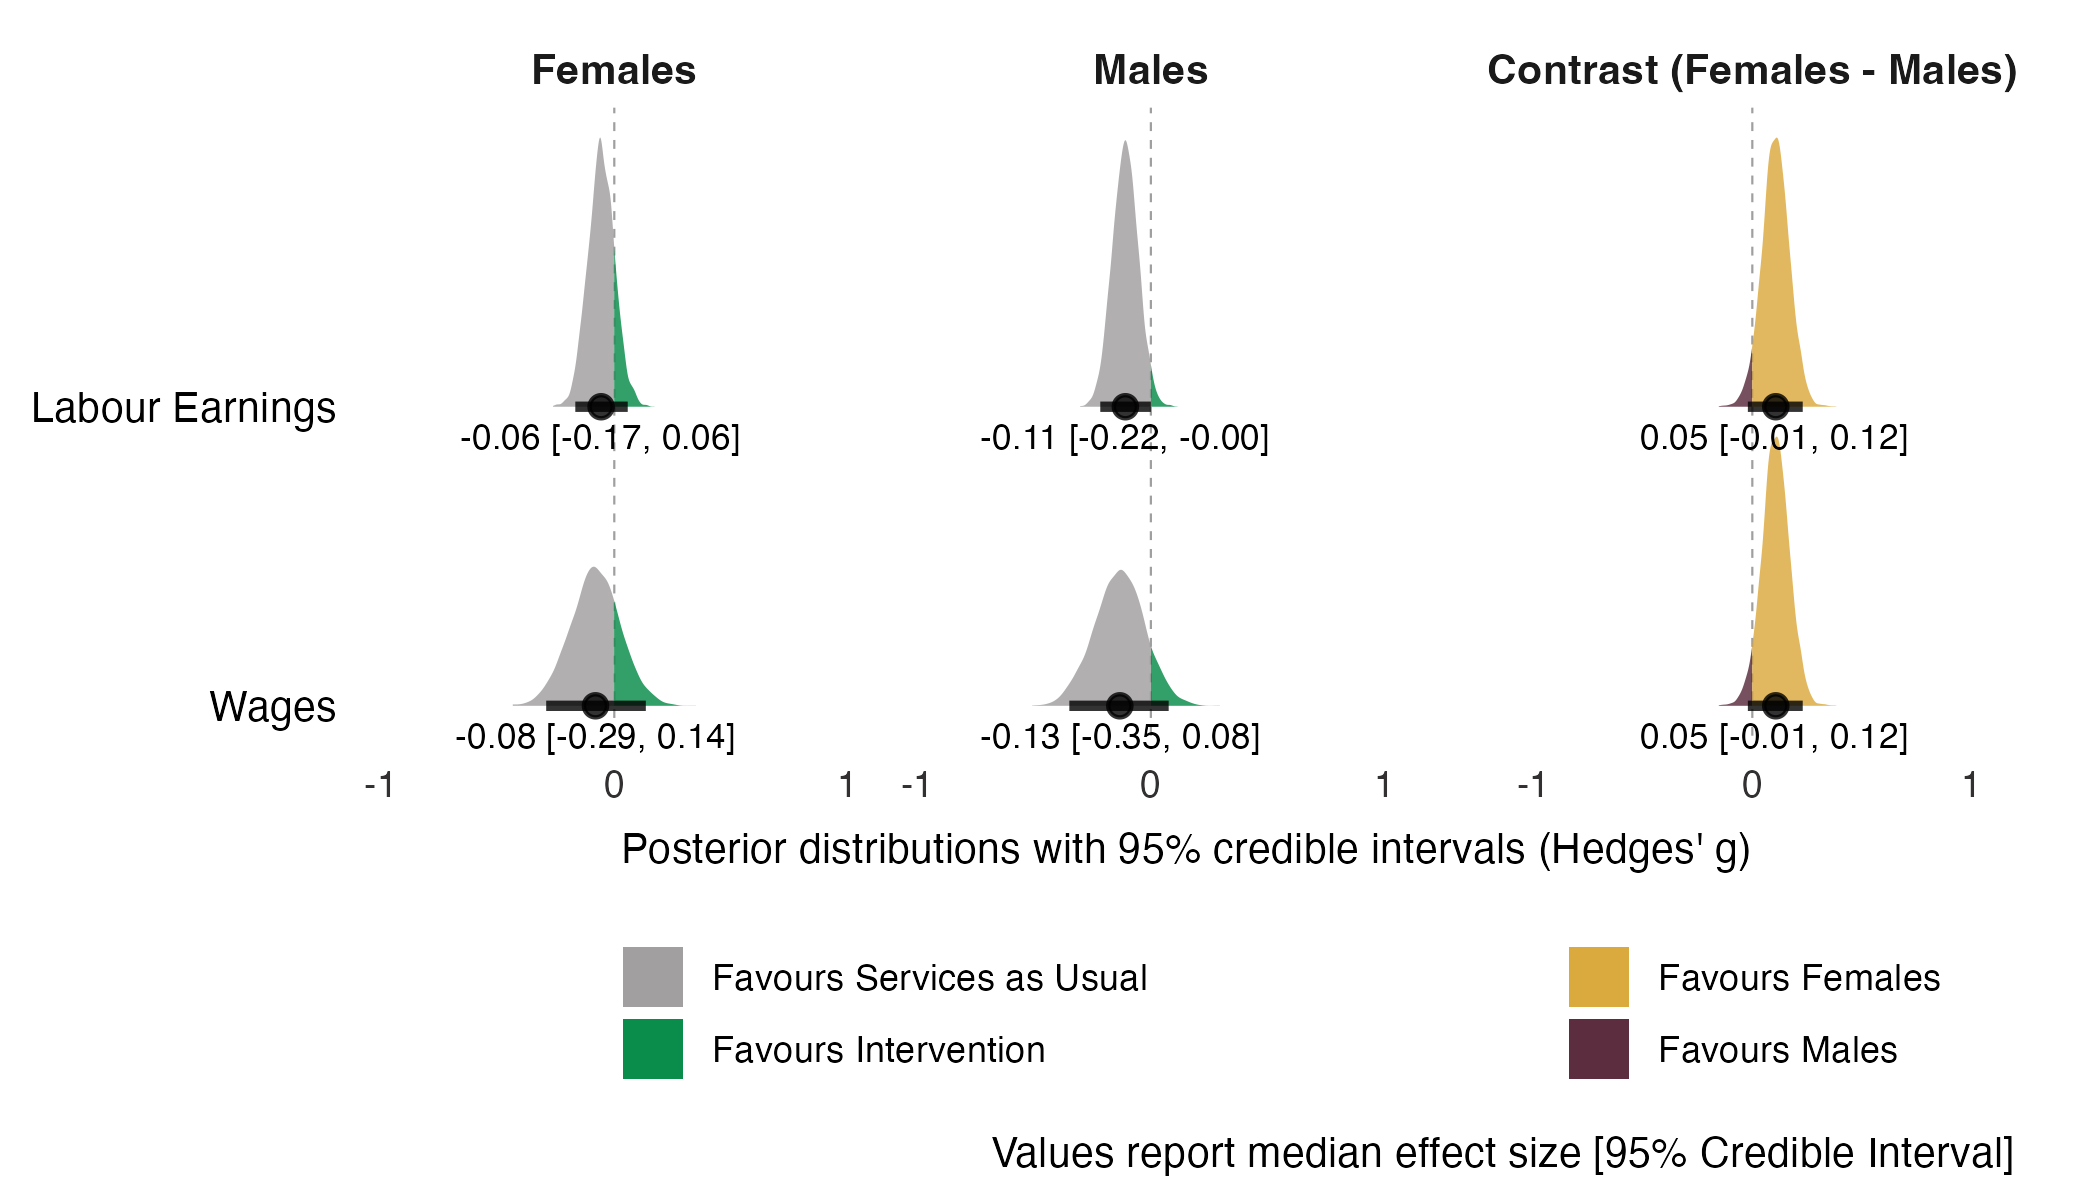 Females Males Contrast (Females - Males)
Labour Earnings
-0.06 [-0.17, 0.06] -0.11 [-0.22, -0.00] 0.05 [-0.01, 0.12]
Wages
-0.08 [-0.29, 0.14] -0.13 [-0.35, 0.08] 0.05 [-0.01, 0.12]
-1 0 1 -1 0 1 -1 0 1
Posterior distributions with 95% credible intervals (Hedges' g)
Favours Services as Usual Favours Females
Favours Intervention Favours Males
Values report median effect size [95% Credible Interval]